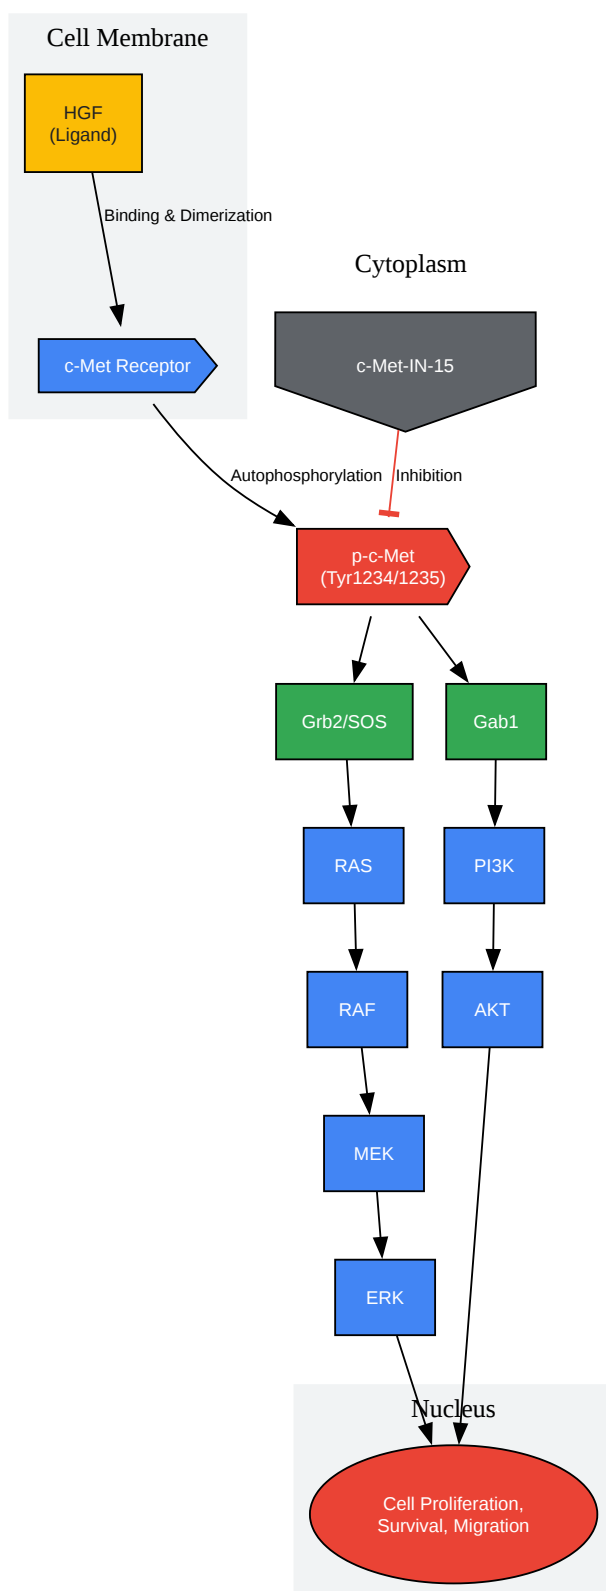 Cell Membrane
HGF
(Ligand)
Binding & Dimerization
Cytoplasm
c-Met Receptor
c-Met-IN-15
Autophosphorylation
Inhibition
p-c-Met
(Tyr1234/1235)
Grb2/SOS
Gab1
RAS
PI3K
RAF
AKT
MEK
ERK
Nucleus
Cell Proliferation,
Survival, Migration